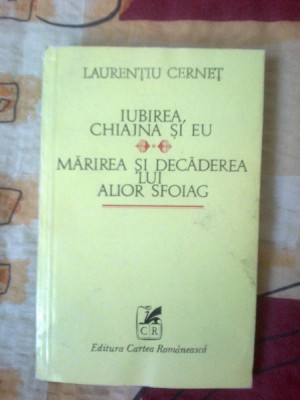 LAURENȚIU CERNEȚ
IUBIREA,
CHIAJNA ȘI EU
MĂRIREA ȘI DECĂDEREA
LUI
ALIOR SFOIAG
CR
Editura Cartea Românească